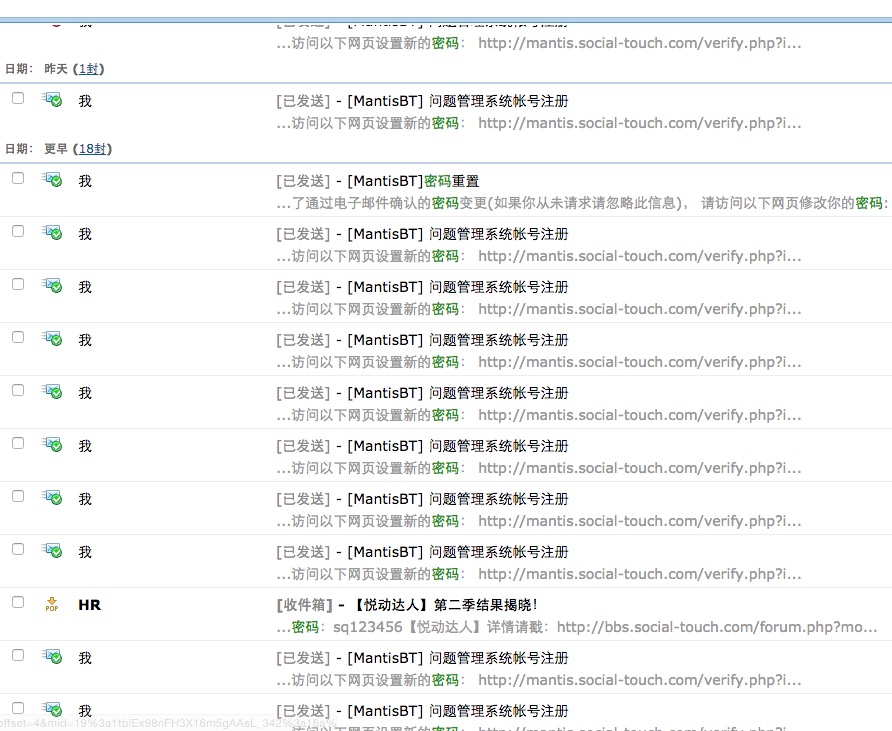 …访问以下网页设置新的密码： http://mantis.social-touch.com/verify.php?i...
日期： 昨天 (1封)
我
[已发送] - [MantisBT] 问题管理系统帐号注册
…访问以下网页设置新的密码： http://mantis.social-touch.com/verify.php?i...
日期： 更早 (18封)
我
[已发送] - [MantisBT]密码重置
…了通过电子邮件确认的密码变更(如果你从未请求请忽略此信息)， 请访问以下网页修改你的密码：
我
[已发送] - [MantisBT] 问题管理系统帐号注册
…访问以下网页设置新的密码： http://mantis.social-touch.com/verify.php?i...
我
[已发送] - [MantisBT] 问题管理系统帐号注册
…访问以下网页设置新的密码： http://mantis.social-touch.com/verify.php?i...
我
[已发送] - [MantisBT] 问题管理系统帐号注册
…访问以下网页设置新的密码： http://mantis.social-touch.com/verify.php?i...
我
[已发送] - [MantisBT] 问题管理系统帐号注册
…访问以下网页设置新的密码： http://mantis.social-touch.com/verify.php?i...
我
[已发送] - [MantisBT] 问题管理系统帐号注册
…访问以下网页设置新的密码： http://mantis.social-touch.com/verify.php?i...
我
[已发送] - [MantisBT] 问题管理系统帐号注册
…访问以下网页设置新的密码： http://mantis.social-touch.com/verify.php?i...
我
[已发送] - [MantisBT] 问题管理系统帐号注册
…访问以下网页设置新的密码： http://mantis.social-touch.com/verify.php?i...
POP
HR
[收件箱] - 【悦动达人】第二季结果揭晓！
…密码：sq123456【悦动达人】详情请戳：http://bbs.social-touch.com/forum.php?mo...
我
[已发送] - [MantisBT] 问题管理系统帐号注册
…访问以下网页设置新的密码： http://mantis.social-touch.com/verify.php?i...
我
[已发送] - [MantisBT] 问题管理系统帐号注册